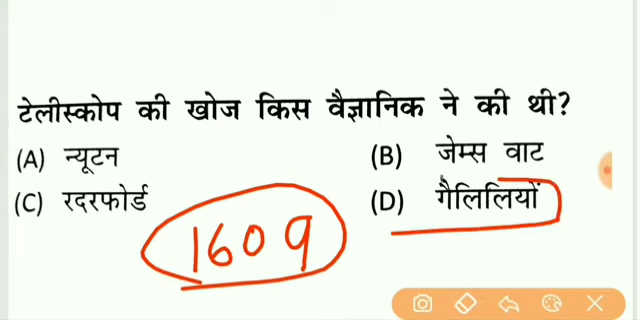 टेलीस्कोप की खोज किस वैज्ञानिक ने की थी?
(A) न्यूटन (B) जेम्स वाट
(C) रदरफोर्ड (D) गैलिलियों
1609